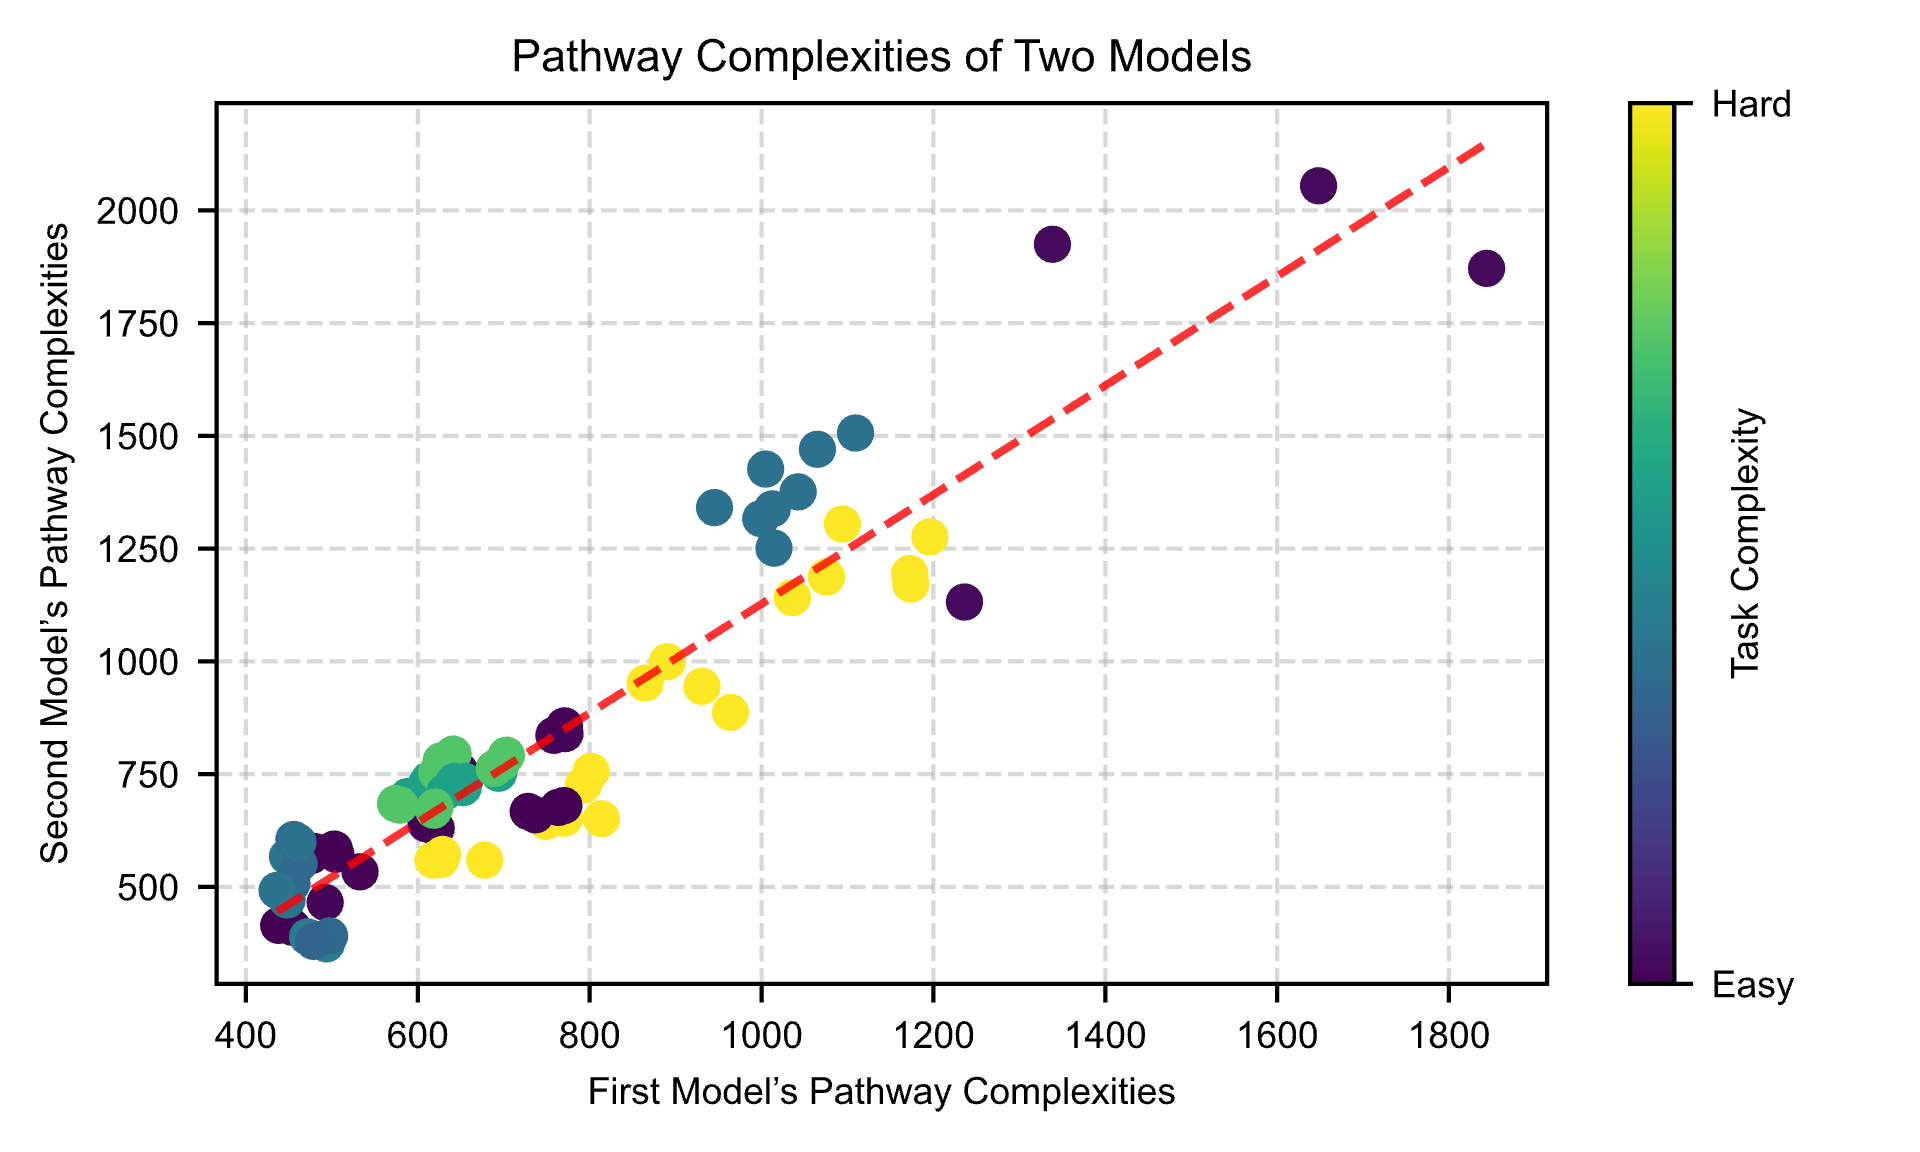 Pathway Complexities of Two Models
Hard
2000
1750
1500
1250
1000
750
500
Second Model’s Pathway Complexities
Task Complexity
Easy
400 600 800 1000 1200 1400 1600 1800
First Model’s Pathway Complexities